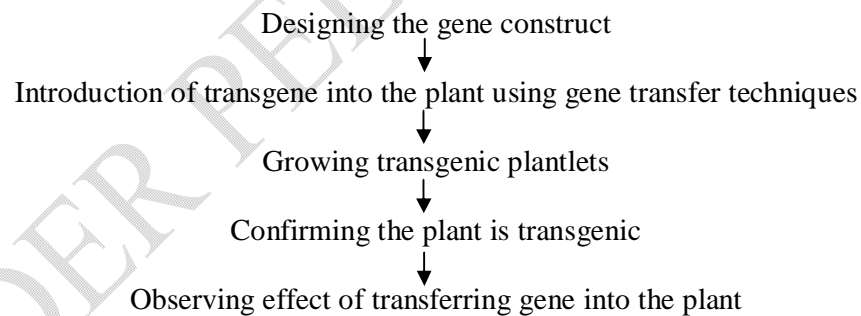 Designing the gene construct
Introduction of transgene into the plant using gene transfer techniques
Growing transgenic plantlets
Confirming the plant is transgenic
Observing effect of transferring gene into the plant